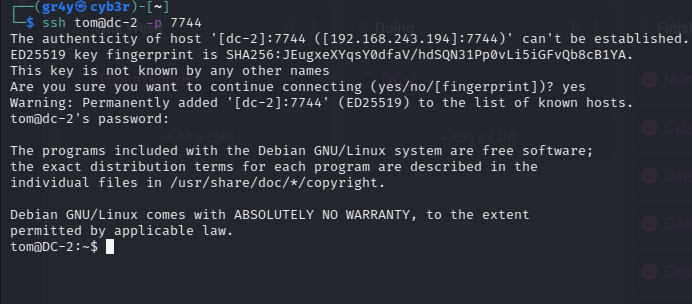 ┌──(gr4y㉿cyb3r)-[~]
└─$ ssh tom@dc-2 -p 7744
The authenticity of host '[dc-2]:7744 ([192.168.243.194]:7744)' can't be established.
ED25519 key fingerprint is SHA256:JEugxeXYqsY0dfaV/hdSQN31Pp0vLi5iGFvQb8cB1YA.
This key is not known by any other names
Are you sure you want to continue connecting (yes/no/[fingerprint])? yes
Warning: Permanently added '[dc-2]:7744' (ED25519) to the list of known hosts.
tom@dc-2's password:
+Add a card
The programs included with the Debian GNU/Linux system are free software;
the exact distribution terms for each program are described in the
individual files in /usr/share/doc/*/copyright.
Debian GNU/Linux comes with ABSOLUTELY NO WARRANTY, to the extent
permitted by applicable law.
tom@DC-2:~$